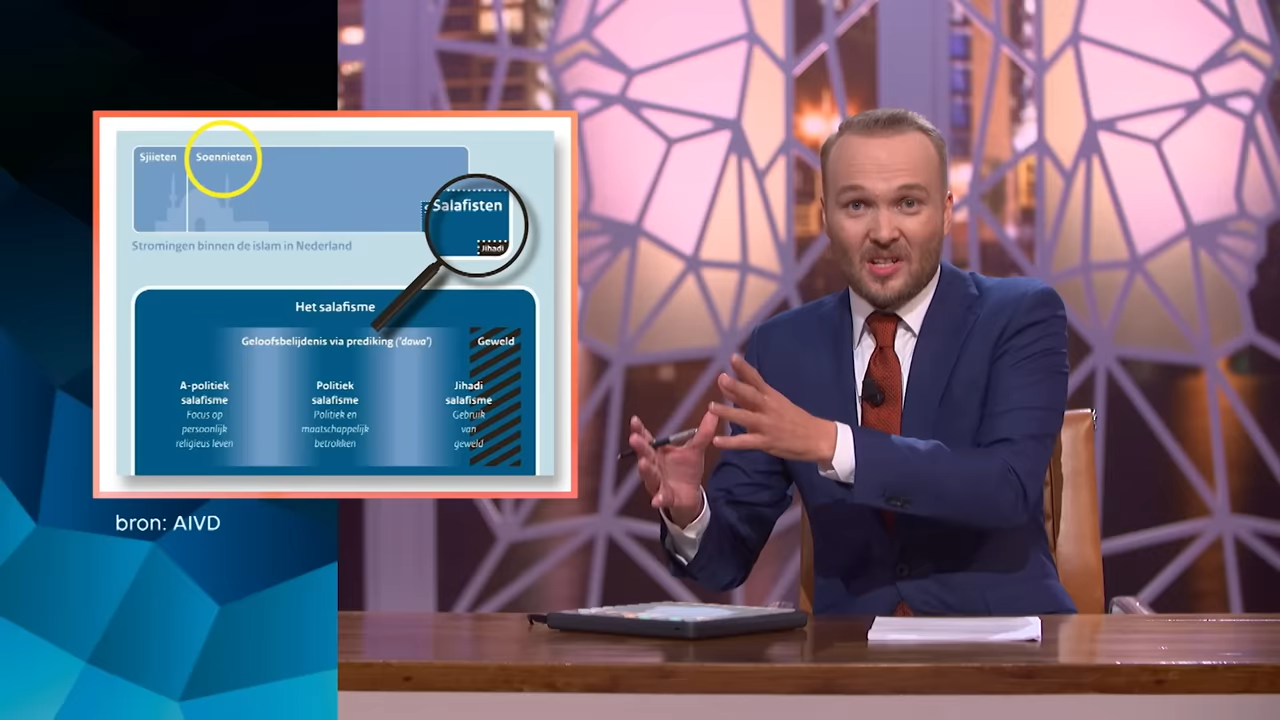 Sjiieten
Soennieten
Salafisten
Jihadi
Stromingen binnen de islam in Nederland
Het salafisme
Geloofsbelijdenis via prediking ('dawa')
Geweld
A-politiek
salafisme
Focus op
persoonlijk
religieus leven
Politiek
salafisme
Politiek en
maatschappelijk
betrokken
Jihadi
salafisme
Gebruik
van
geweld
bron: AIVD